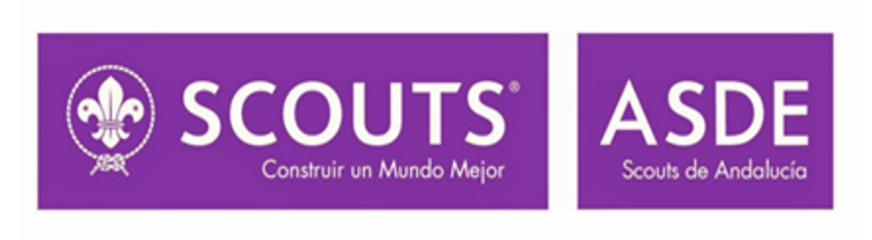 SCOUTS®
Construir un Mundo Mejor
ASDE
Scouts de Andalucía